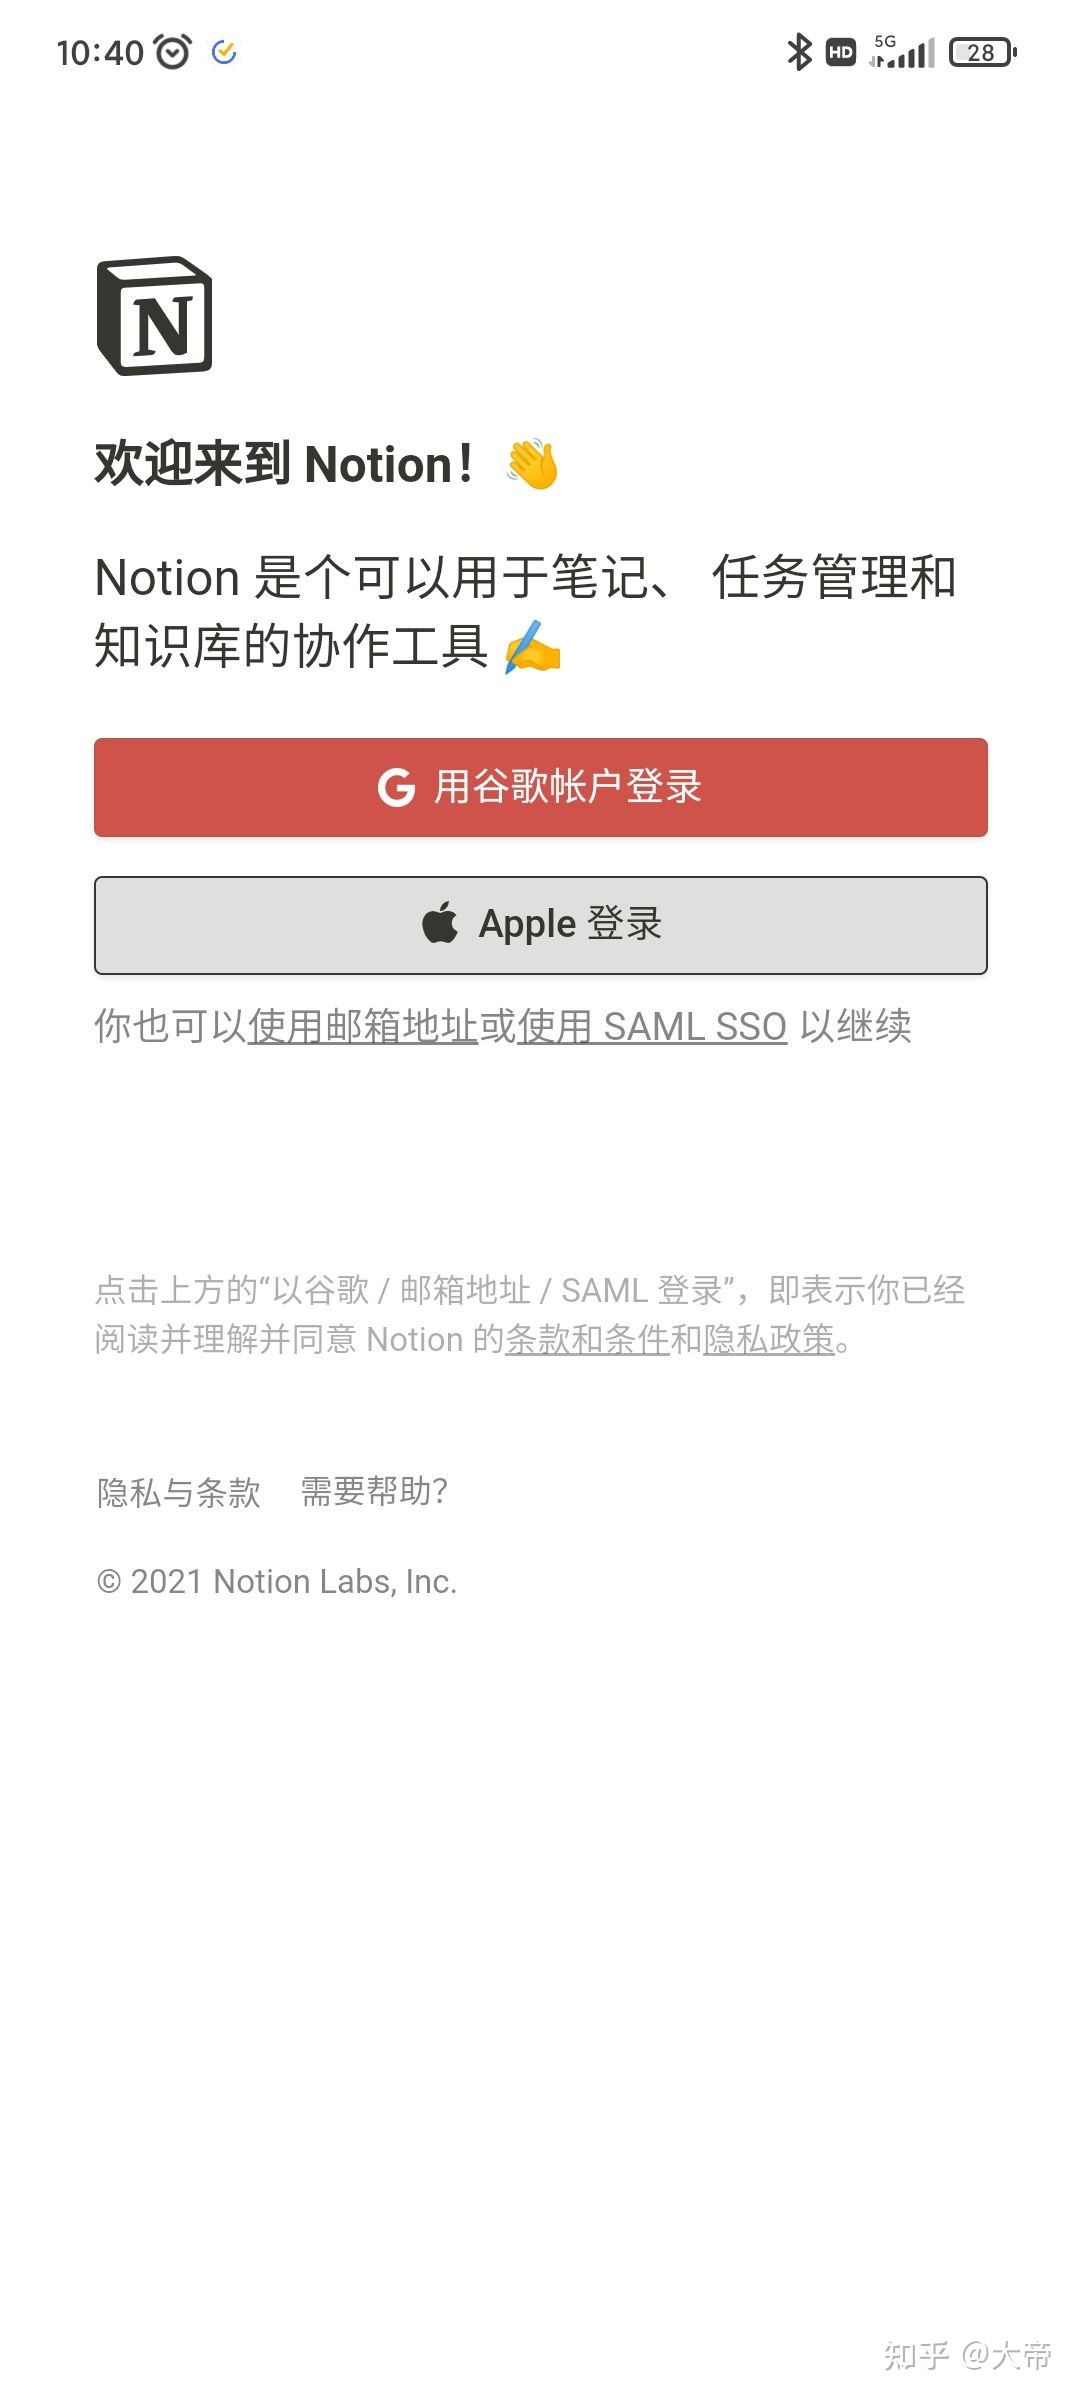 10:40
HD 5G 28
N
欢迎来到 Notion！ 👋
Notion 是个可以用于笔记、 任务管理和
知识库的协作工具 ✍️
G 用谷歌帐户登录
Apple 登录
你也可以使用邮箱地址或使用 SAML SSO 以继续
点击上方的“以谷歌 / 邮箱地址 / SAML 登录”，即表示你已经
阅读并理解并同意 Notion 的条款和条件和隐私政策。
隐私与条款 需要帮助？
© 2021 Notion Labs, Inc.
知乎 @大帝